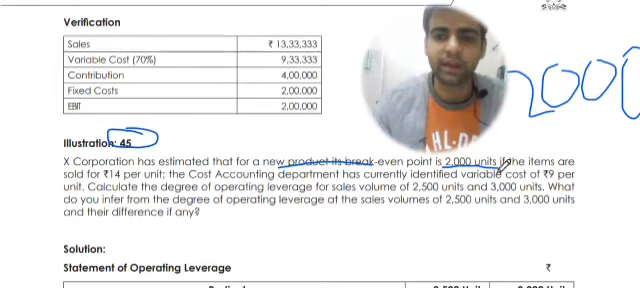 Verification
Sales ₹ 13,33,333
Variable Cost (70%) 9,33,333
Contribution 4,00,000
Fixed Costs 2,00,000
EBIT 2,00,000
2000
HL-D
Illustration: 45
X Corporation has estimated that for a new product its break-even point is 2,000 units if the items are
sold for ₹14 per unit; the Cost Accounting department has currently identified variable cost of ₹9 per
unit. Calculate the degree of operating leverage for sales volume of 2,500 units and 3,000 units. What
do you infer from the degree of operating leverage at the sales volumes of 2,500 units and 3,000 units
and their difference if any?
Solution:
Statement of Operating Leverage ₹